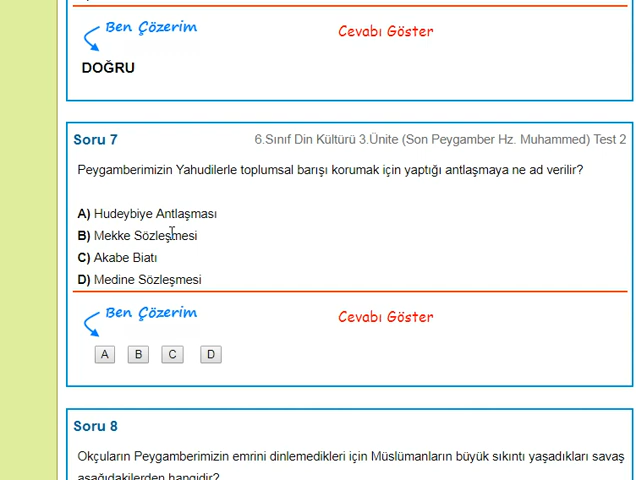 Ben Çözerim
Cevabı Göster
DOĞRU
Soru 7
6.Sınıf Din Kültürü 3.Ünite (Son Peygamber Hz. Muhammed) Test 2
Peygamberimizin Yahudilerle toplumsal barışı korumak için yaptığı antlaşmaya ne ad verilir?
A) Hudeybiye Antlaşması
B) Mekke Sözleşmesi
C) Akabe Biatı
D) Medine Sözleşmesi
Ben Çözerim
Cevabı Göster
A B C D
Soru 8
Okçuların Peygamberimizin emrini dinlemedikleri için Müslümanların büyük sıkıntı yaşadıkları savaş
aşağıdakilerden hangidir?